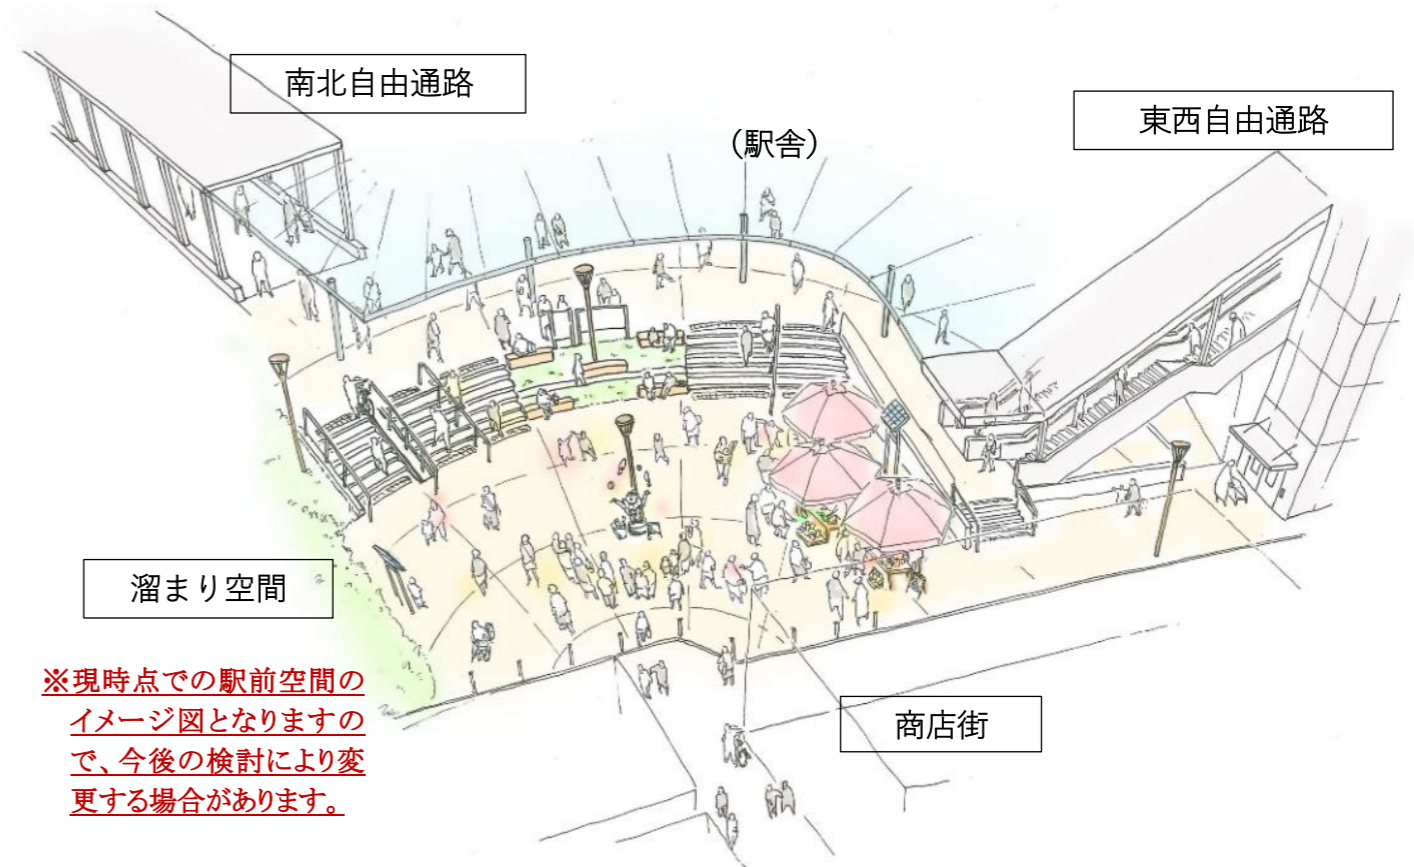 南北自由通路
東西自由通路
（駅舎）
溜まり空間
※現時点での駅前空間の
イメージ図となりますの
で、今後の検討により変
更する場合があります。
商店街